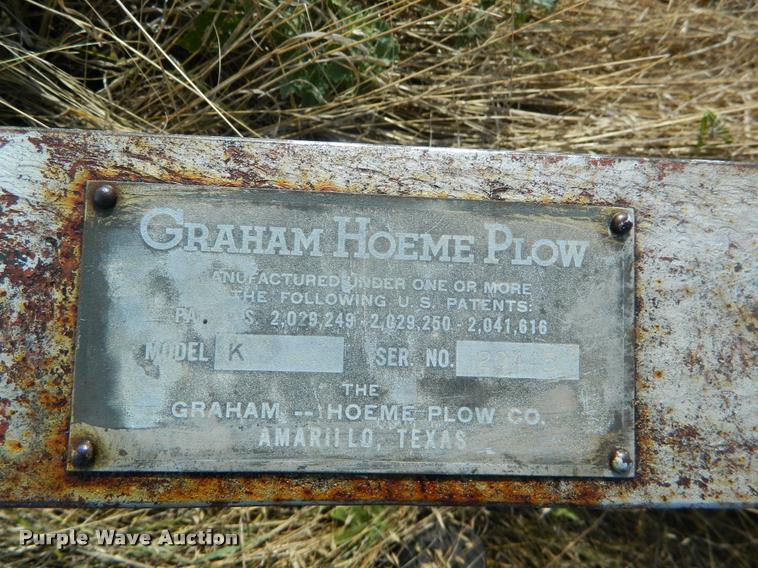 GRAHAM HOEME PLOW
ANUFACTURED UNDER ONE OR MORE
THE FOLLOWING U.S. PATENTS:
2,029,249 - 2,029,250 - 2,041,616
MODEL K SER. NO.
THE
GRAHAM -- HOEME PLOW CO.
AMARILLO, TEXAS
Purple Wave Auction